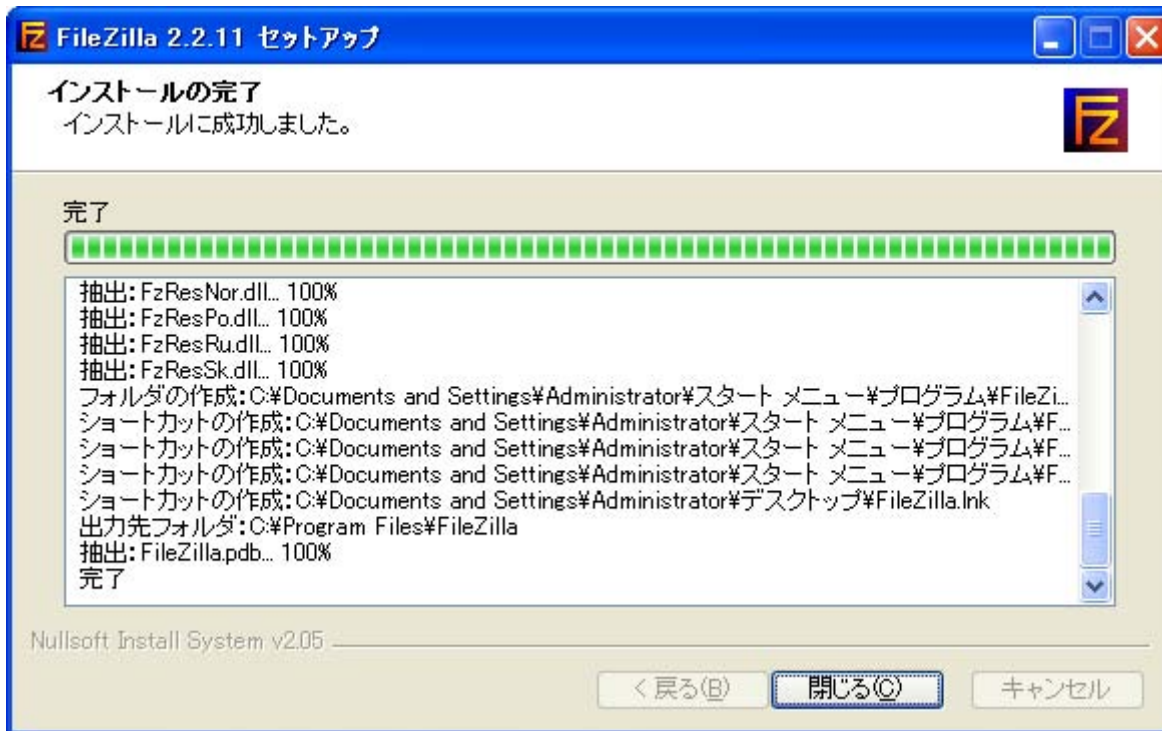 FileZilla 2.2.11 セットアップ
インストールの完了
インストールに成功しました。
完了
抽出: FzResNor.dll... 100%
抽出: FzResPo.dll... 100%
抽出: FzResRu.dll... 100%
抽出: FzResSk.dll... 100%
フォルダの作成: C:¥Documents and Settings¥Administrator¥スタート メニュー¥プログラム¥FileZi...
ショートカットの作成: C:¥Documents and Settings¥Administrator¥スタート メニュー¥プログラム¥F...
ショートカットの作成: C:¥Documents and Settings¥Administrator¥スタート メニュー¥プログラム¥F...
ショートカットの作成: C:¥Documents and Settings¥Administrator¥スタート メニュー¥プログラム¥F...
ショートカットの作成: C:¥Documents and Settings¥Administrator¥デスクトップ¥FileZilla.lnk
出力先フォルダ: C:¥Program Files¥FileZilla
抽出: FileZilla.pdb... 100%
完了
Nullsoft Install System v2.05
< 戻る(B) 閉じる(C) キャンセル